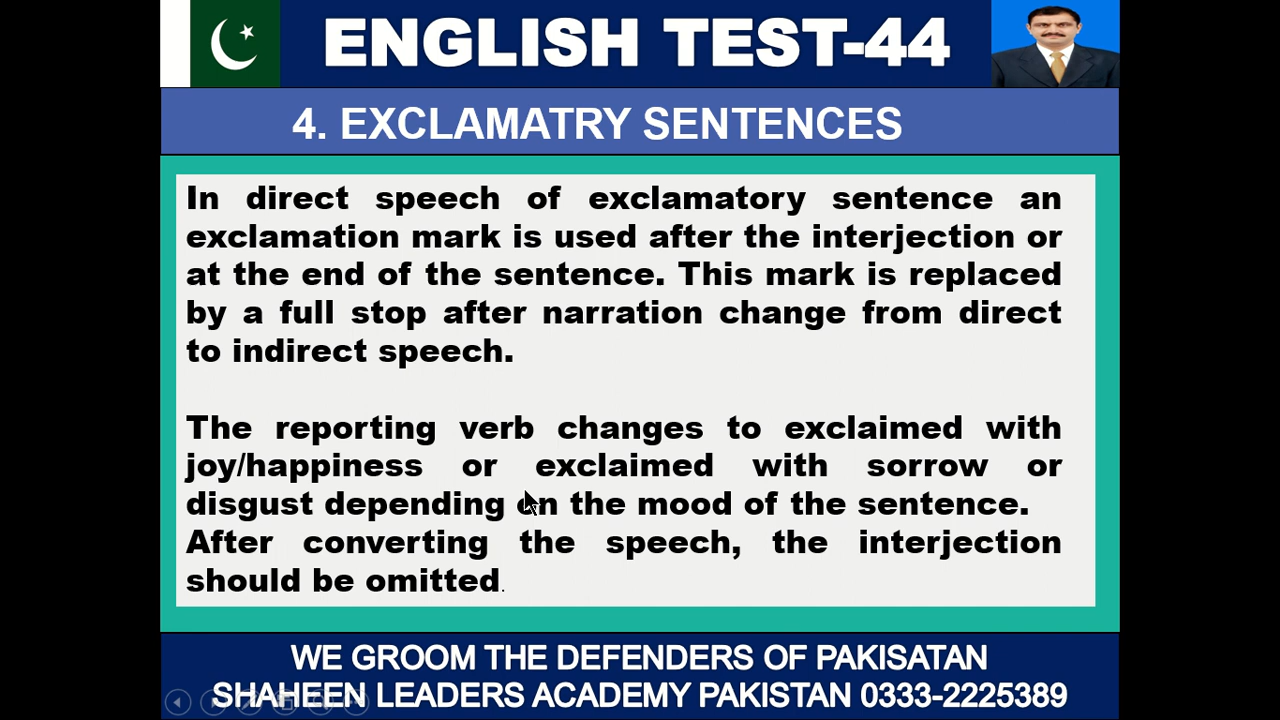 ENGLISH TEST-44
4. EXCLAMATRY SENTENCES
In direct speech of exclamatory sentence an
exclamation mark is used after the interjection or
at the end of the sentence. This mark is replaced
by a full stop after narration change from direct
to indirect speech.
The reporting verb changes to exclaimed with
joy/happiness or exclaimed with sorrow or
disgust depending on the mood of the sentence.
After converting the speech, the interjection
should be omitted.
WE GROOM THE DEFENDERS OF PAKISATAN
SHAHEEN LEADERS ACADEMY PAKISTAN 0333-2225389